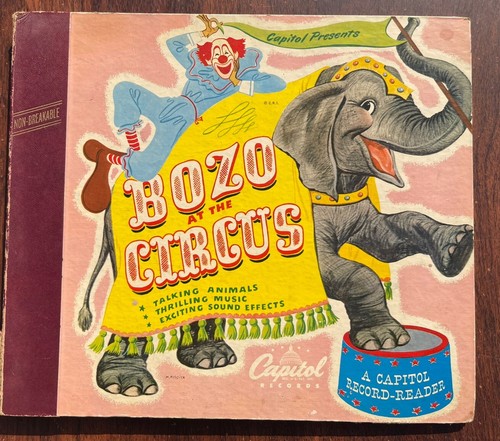 Capitol Presents
NON-BREAKABLE
BOZO
AT THE
CIRCUS
* TALKING ANIMALS
* THRILLING MUSIC
* EXCITING SOUND EFFECTS
Capitol
RECORDS
A CAPITOL
RECORD-READER